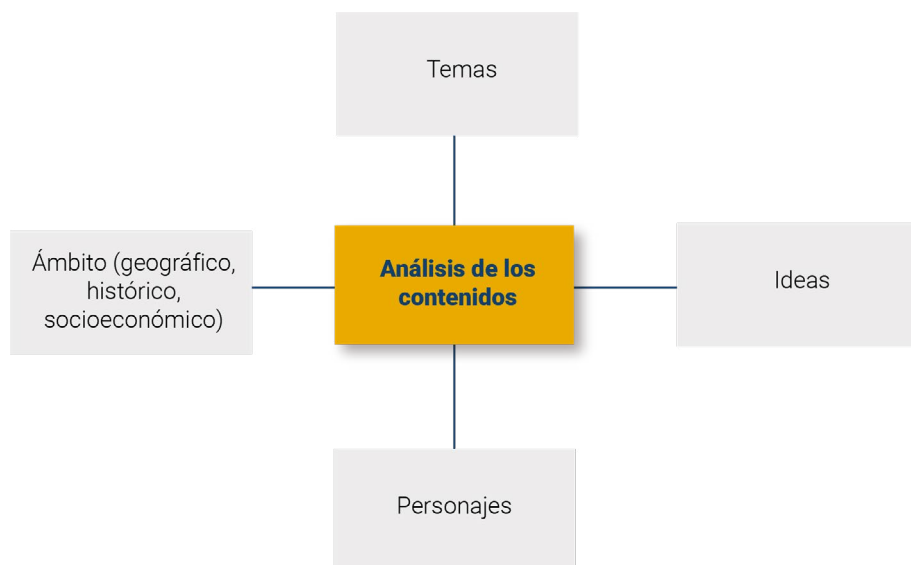 Temas
Ámbito (geográfico,
histórico,
socioeconómico)
Análisis de los
contenidos
Ideas
Personajes